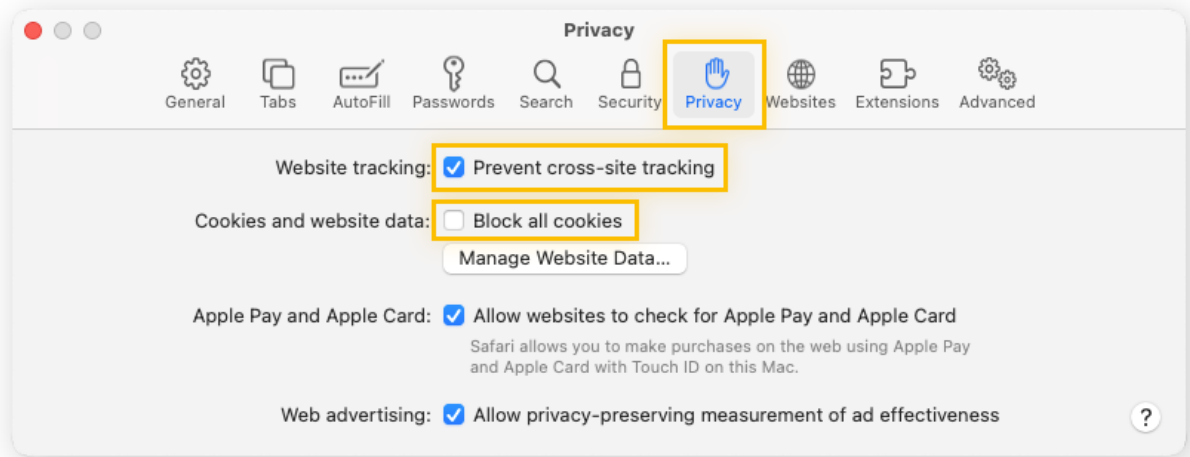 Privacy
General Tabs AutoFill Passwords Search Security Privacy Websites Extensions Advanced
Website tracking: Prevent cross-site tracking
Cookies and website data: Block all cookies
Manage Website Data...
Apple Pay and Apple Card: Allow websites to check for Apple Pay and Apple Card
Safari allows you to make purchases on the web using Apple Pay
and Apple Card with Touch ID on this Mac.
Web advertising: Allow privacy-preserving measurement of ad effectiveness ?